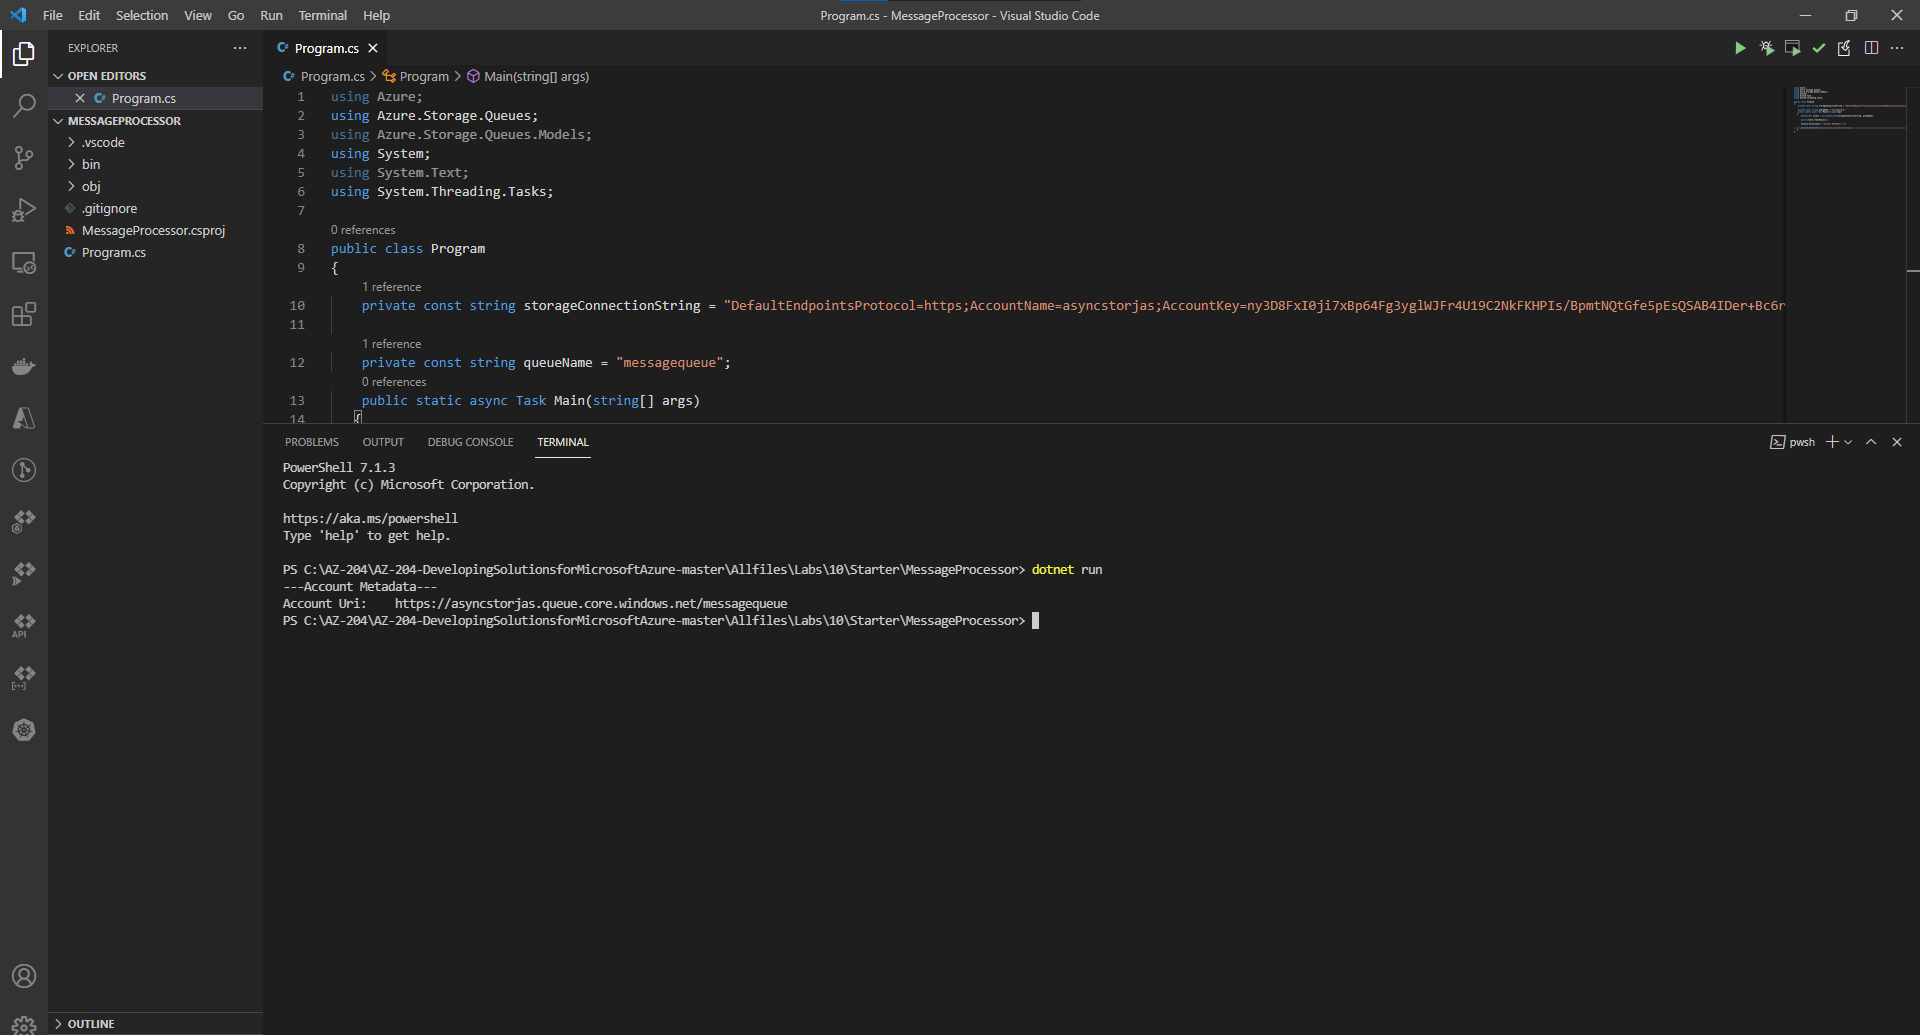 File Edit Selection View Go Run Terminal Help
Program.cs - MessageProcessor - Visual Studio Code
EXPLORER
OPEN EDITORS
Program.cs
MESSAGEPROCESSOR
.vscode
bin
obj
.gitignore
MessageProcessor.csproj
Program.cs
OUTLINE
API
Program.cs
Program.cs > Program > Main(string[] args)
1 using Azure;
2 using Azure.Storage.Queues;
3 using Azure.Storage.Queues.Models;
4 using System;
5 using System.Text;
6 using System.Threading.Tasks;
7
0 references
8 public class Program
9 {
1 reference
10 private const string storageConnectionString = "DefaultEndpointsProtocol=https;AccountName=asyncstorjas;AccountKey=ny3D8FxI0ji7xBp64Fg3yglWJFr4U19C2NkFKHPIs/BpmtNQtGfe5pEsQSAB4IDer+Bc6r
11
1 reference
12 private const string queueName = "messagequeue";
0 references
13 public static async Task Main(string[] args)
14 {
PROBLEMS OUTPUT DEBUG CONSOLE TERMINAL
pwsh
PowerShell 7.1.3
Copyright (c) Microsoft Corporation.
https://aka.ms/powershell
Type 'help' to get help.
PS C:\AZ-204\AZ-204-DevelopingSolutionsforMicrosoftAzure-master\Allfiles\Labs\10\Starter\MessageProcessor> dotnet run
---Account Metadata---
Account Uri: https://asyncstorjas.queue.core.windows.net/messagequeue
PS C:\AZ-204\AZ-204-DevelopingSolutionsforMicrosoftAzure-master\Allfiles\Labs\10\Starter\MessageProcessor>